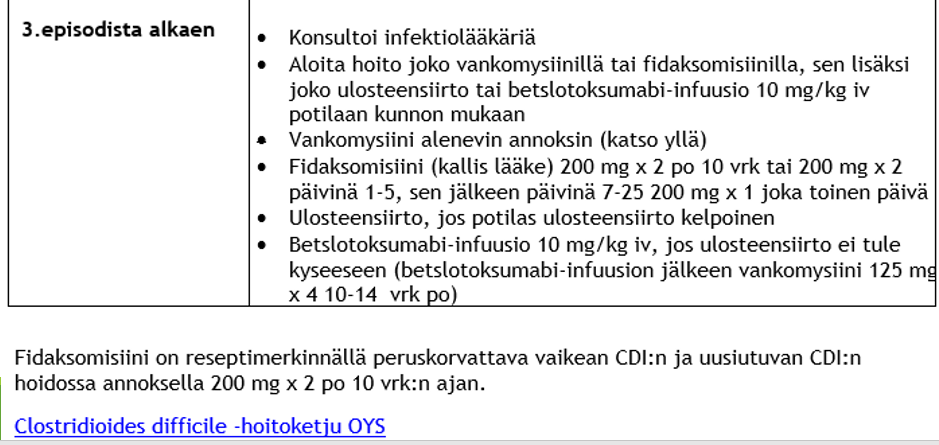 3.episodista alkaen
• Konsultoi infektiolääkäriä
• Aloita hoito joko vankomysiinillä tai fidaksomisiinilla, sen lisäksi
joko ulosteensiirto tai betslotoksumabi-infuusio 10 mg/kg iv
potilaan kunnon mukaan
• Vankomysiini alenevin annoksin (katso yllä)
• Fidaksomisiini (kallis lääke) 200 mg x 2 po 10 vrk tai 200 mg x 2
päivinä 1-5, sen jälkeen päivinä 7-25 200 mg x 1 joka toinen päivä
• Ulosteensiirto, jos potilas ulosteensiirto kelpoinen
• Betslotoksumabi-infuusio 10 mg/kg iv, jos ulosteensiirto ei tule
kyseeseen (betslotoksumabi-infuusion jälkeen vankomysiini 125 mg
x 4 10-14 vrk po)
Fidaksomisiini on reseptimerkinnällä peruskorvattava vaikean CDI:n ja uusiutuvan CDI:n
hoidossa annoksella 200 mg x 2 po 10 vrk:n ajan.
Clostridioides difficile -hoitoketju OYS